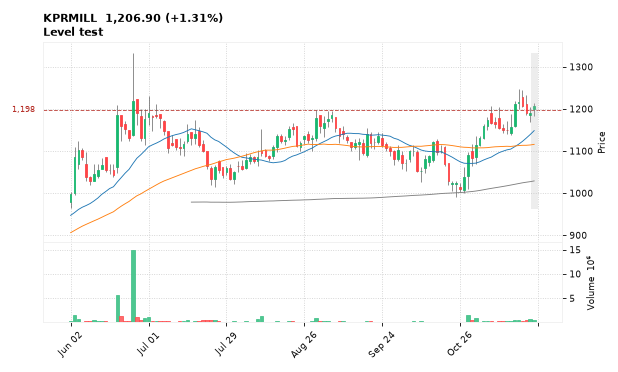 KPRMILL 1,206.90 (+1.31%)
Level test
1300
1,198
1200
1100
1000
900
Price
15
10
5
Volume 10⁶
Jun 02
Jul 01
Jul 29
Aug 26
Sep 24
Oct 26